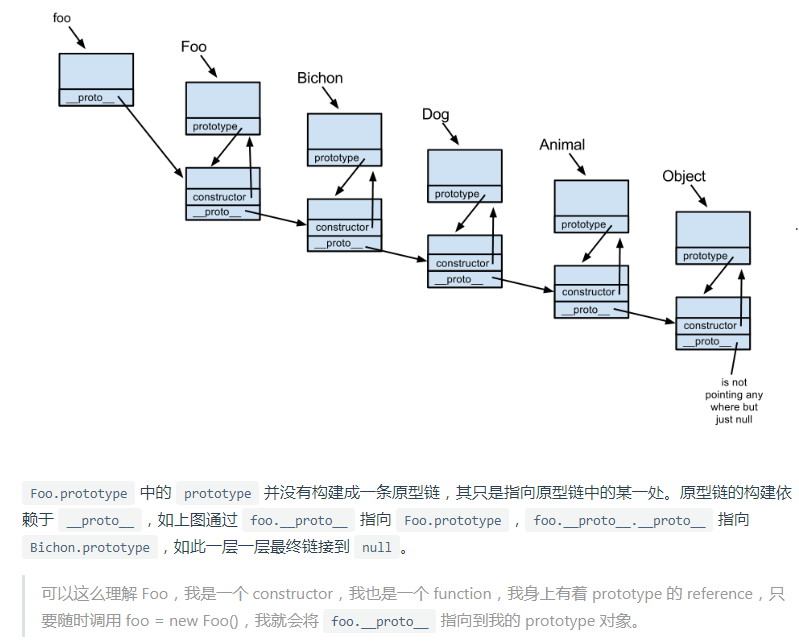 foo
__proto__
Foo
prototype
constructor
__proto__
Bichon
prototype
constructor
__proto__
Dog
prototype
constructor
__proto__
Animal
prototype
constructor
__proto__
Object
prototype
constructor
__proto__
is not
pointing any
where but
just null
Foo.prototype 中的 prototype 并没有构建成一条原型链，其只是指向原型链中的某一处。原型链的构建依
赖于 __proto__ ，如上图通过 foo.__proto__ 指向 Foo.prototype ， foo.__proto__.__proto__ 指向
Bichon.prototype ，如此一层一层最终链接到 null 。
可以这么理解 Foo，我是一个 constructor，我也是一个 function，我身上有着 prototype 的 reference，只
要随时调用 foo = new Foo()，我就会将 foo.__proto__ 指向到我的 prototype 对象。